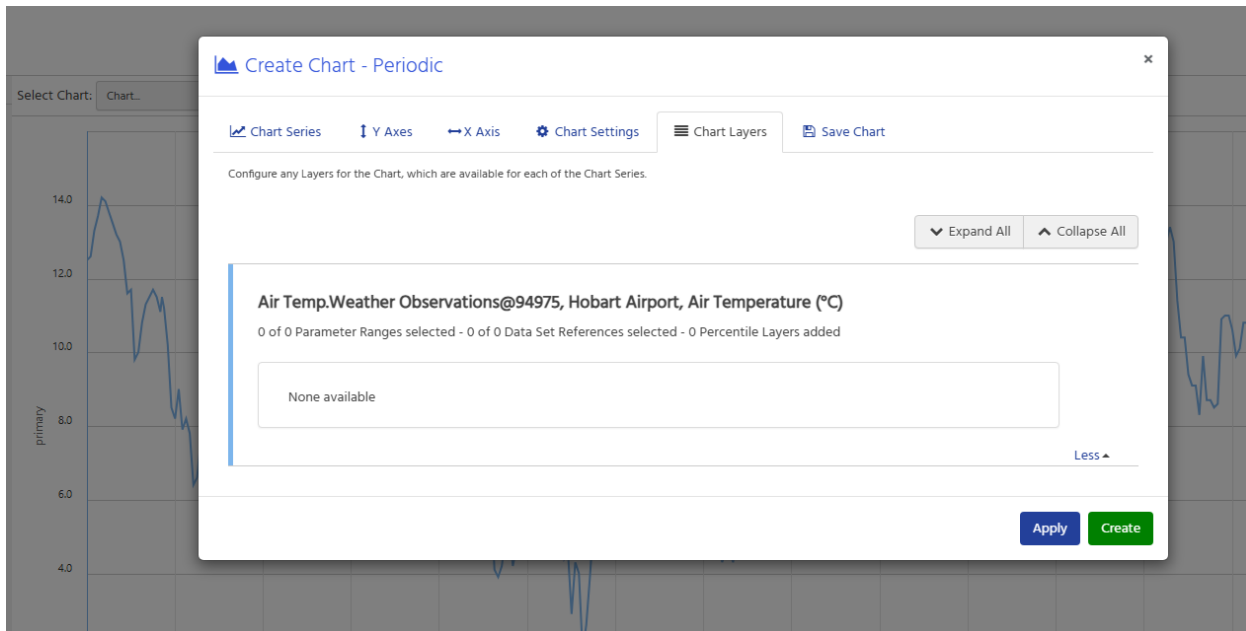 Create Chart - Periodic
×
Select Chart: Chart...
Chart Series Y Axes X Axis Chart Settings Chart Layers Save Chart
Configure any Layers for the Chart, which are available for each of the Chart Series.
Expand All Collapse All
Air Temp.Weather Observations@94975, Hobart Airport, Air Temperature (°C)
0 of 0 Parameter Ranges selected - 0 of 0 Data Set References selected - 0 Percentile Layers added
None available
Less
Apply Create
14.0
12.0
10.0
8.0
6.0
4.0
primary